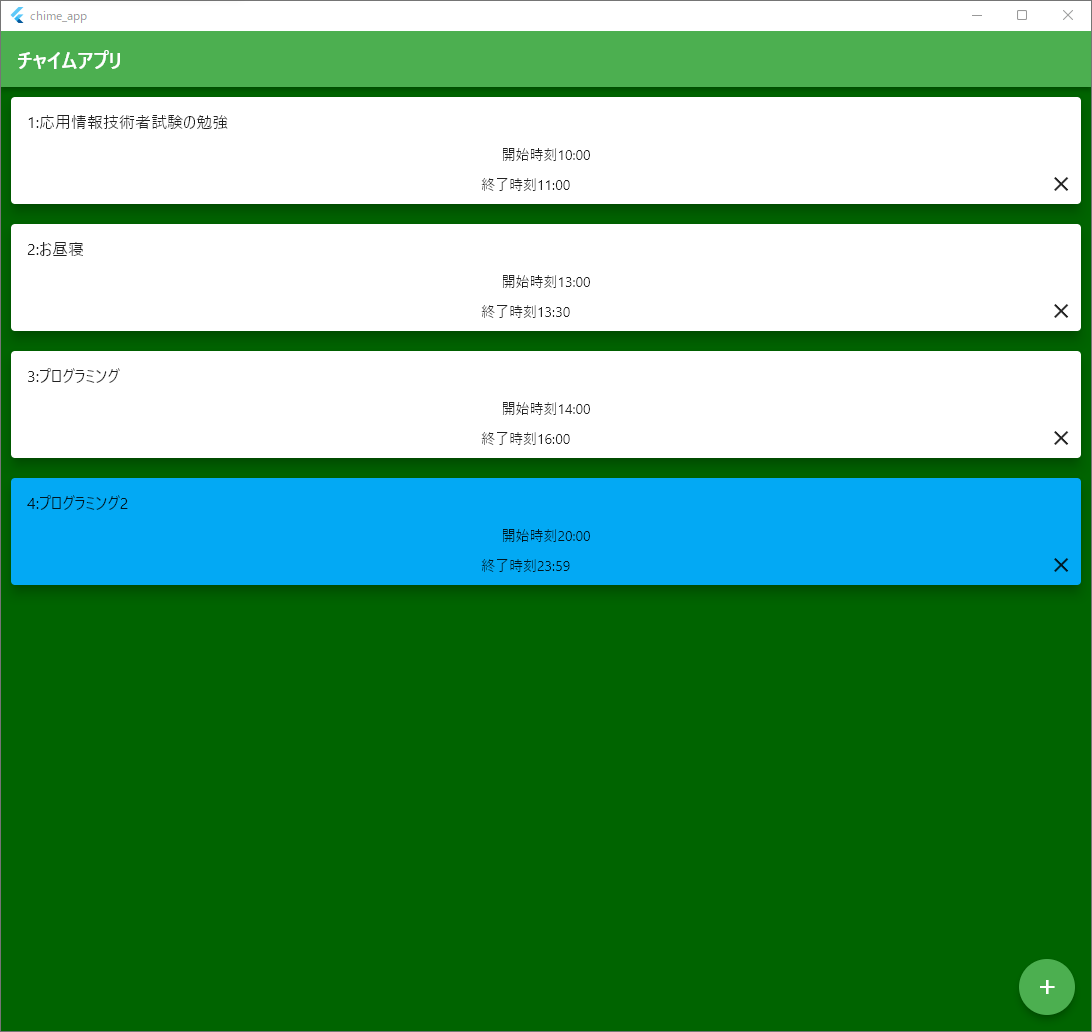 chime_app
チャイムアプリ
1:応用情報技術者試験の勉強
開始時刻10:00
終了時刻11:00
2:お昼寝
開始時刻13:00
終了時刻13:30
3:プログラミング
開始時刻14:00
終了時刻16:00
4:プログラミング2
開始時刻20:00
終了時刻23:59